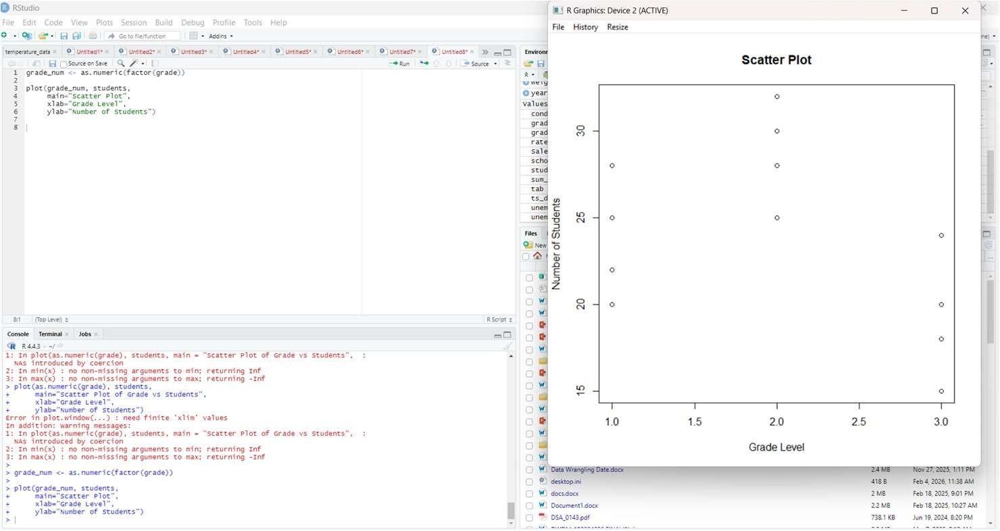 RStudio
File Edit Code View Plots Session Build Debug Profile Tools Help
Go to file/function Addins
temperature_data Untitled1* Untitled2* Untitled3* Untitled4* Untitled5* Untitled6* Untitled7* Untitled8*
Source on Save Run Source
1 grade_num <- as.numeric(factor(grade))
2
3 plot(grade_num, students,
4 main="Scatter Plot",
5 xlab="Grade Level",
6 ylab="Number of Students")
7
8
8:1 (Top Level) R Script
Console Terminal Jobs
R 4.4.3 · ~/
1: In plot(as.numeric(grade), students, main = "Scatter Plot of Grade vs Students", :
NAs introduced by coercion
2: In min(x) : no non-missing arguments to min; returning Inf
3: In max(x) : no non-missing arguments to max; returning -Inf
> plot(as.numeric(grade), students,
+ main="Scatter Plot of Grade vs Students",
+ xlab="Grade Level",
+ ylab="Number of Students")
Error in plot.window(...) : need finite 'xlim' values
In addition: Warning messages:
1: In plot(as.numeric(grade), students, main = "Scatter Plot of Grade vs Students", :
NAs introduced by coercion
2: In min(x) : no non-missing arguments to min; returning Inf
3: In max(x) : no non-missing arguments to max; returning -Inf
>
> grade_num <- as.numeric(factor(grade))
>
> plot(grade_num, students,
+ main="Scatter Plot",
+ xlab="Grade Level",
+ ylab="Number of Students")
>
Environ
R
year
Values
cond
grad
grad
rate
Sale
scho
stud
sum_
tab
ts_d
unem
unem
Files
New
R Graphics: Device 2 (ACTIVE)
File History Resize
Scatter Plot
Number of Students
30
25
20
15
1.0 1.5 2.0 2.5 3.0
Grade Level
Data Wrangling Date.docx 2.4 MB Nov 27, 2025, 1:11 PM
desktop.ini 418 B Feb 4, 2026, 11:38 AM
docs.docx 2 MB Feb 18, 2025, 9:01 PM
Document1.docx 2.2 MB Feb 18, 2025, 10:27 AM
DSA_0143.pdf 738.1 KB Jun 19, 2024, 8:20 PM